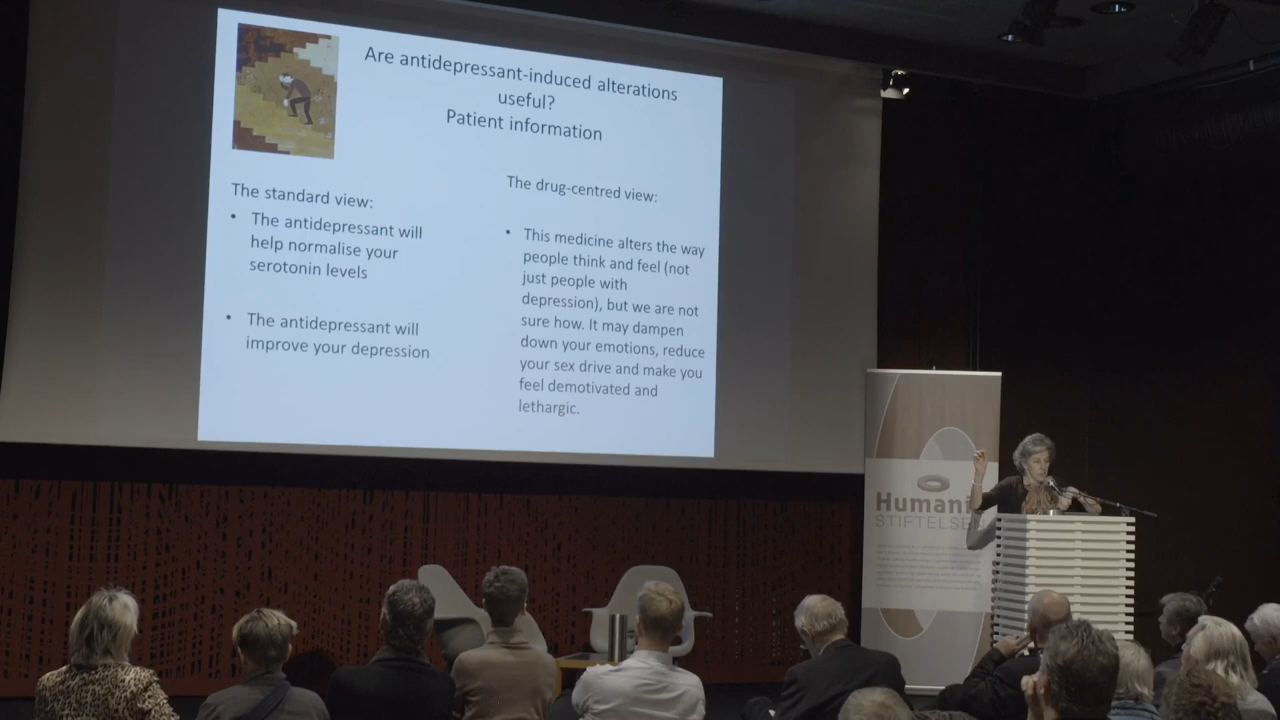 Are antidepressant-induced alterations
useful?
Patient information
The standard view:
• The antidepressant will
help normalise your
serotonin levels
• The antidepressant will
improve your depression
The drug-centred view:
• This medicine alters the way
people think and feel (not
just people with
depression), but we are not
sure how. It may dampen
down your emotions, reduce
your sex drive and make you
feel demotivated and
lethargic.
Humani
STIFTELSE